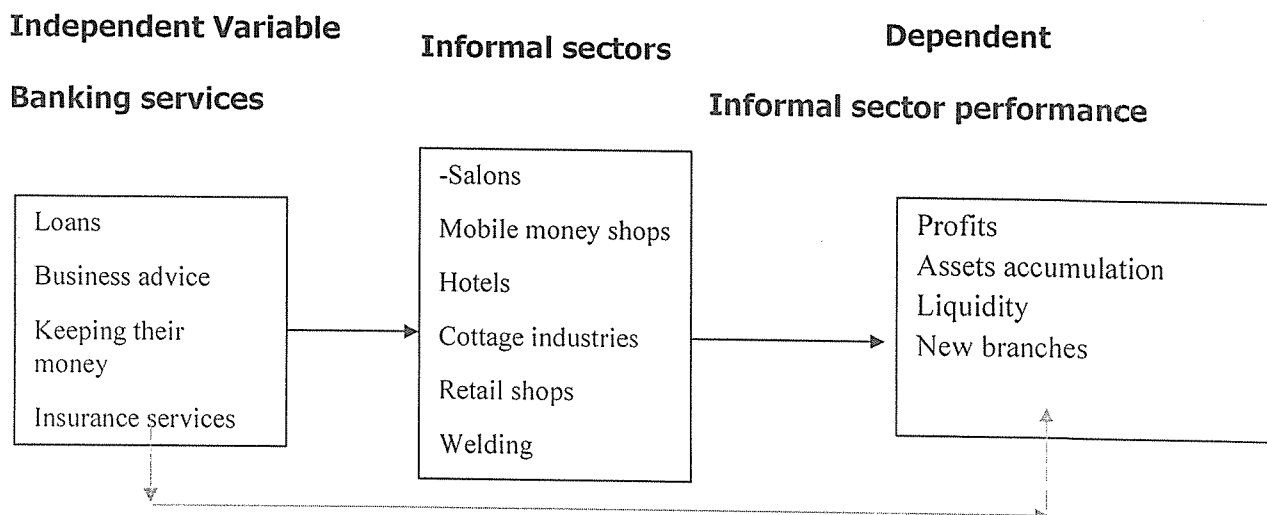 Independent Variable
Banking services
Informal sectors
Dependent
Informal sector performance
Loans
Business advice
Keeping their
money
Insurance services
-Salons
Mobile money shops
Hotels
Cottage industries
Retail shops
Welding
Profits
Assets accumulation
Liquidity
New branches